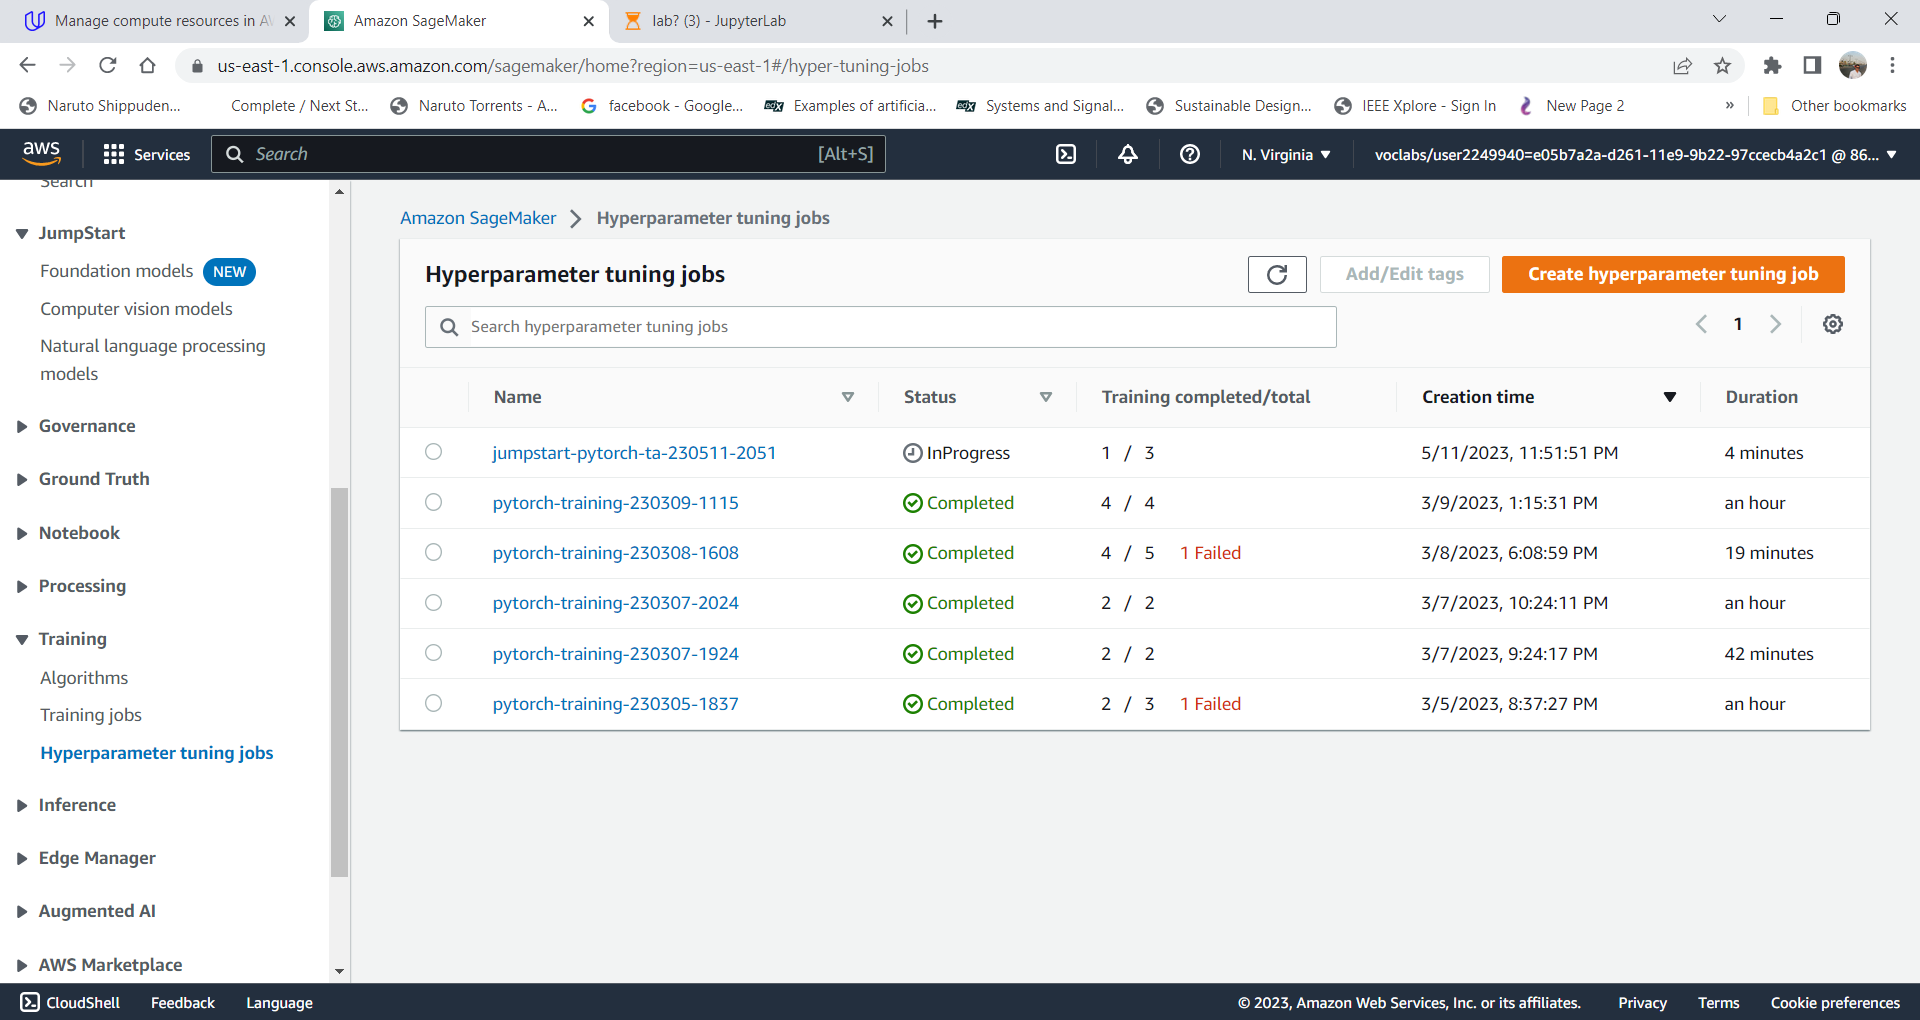 Manage compute resources in AW
Amazon SageMaker
lab? (3) - JupyterLab
us-east-1.console.aws.amazon.com/sagemaker/home?region=us-east-1#/hyper-tuning-jobs
Naruto Shippuden...
Complete / Next St...
Naruto Torrents - A...
facebook - Google...
Examples of artificia...
Systems and Signal...
Sustainable Design...
IEEE Xplore - Sign In
New Page 2
»
Other bookmarks
aws
Services
Search
[Alt+S]
N. Virginia
voclabs/user2249940=e05b7a2a-d261-11e9-9b22-97ccecb4a2c1 @ 86...
Search
JumpStart
Foundation models NEW
Computer vision models
Natural language processing
models
Governance
Ground Truth
Notebook
Processing
Training
Algorithms
Training jobs
Hyperparameter tuning jobs
Inference
Edge Manager
Augmented AI
AWS Marketplace
Amazon SageMaker > Hyperparameter tuning jobs
Hyperparameter tuning jobs
Add/Edit tags
Create hyperparameter tuning job
Search hyperparameter tuning jobs
1
Name Status Training completed/total Creation time Duration
jumpstart-pytorch-ta-230511-2051 InProgress 1 / 3 5/11/2023, 11:51:51 PM 4 minutes
pytorch-training-230309-1115 Completed 4 / 4 3/9/2023, 1:15:31 PM an hour
pytorch-training-230308-1608 Completed 4 / 5 1 Failed 3/8/2023, 6:08:59 PM 19 minutes
pytorch-training-230307-2024 Completed 2 / 2 3/7/2023, 10:24:11 PM an hour
pytorch-training-230307-1924 Completed 2 / 2 3/7/2023, 9:24:17 PM 42 minutes
pytorch-training-230305-1837 Completed 2 / 3 1 Failed 3/5/2023, 8:37:27 PM an hour
CloudShell Feedback Language
© 2023, Amazon Web Services, Inc. or its affiliates. Privacy Terms Cookie preferences